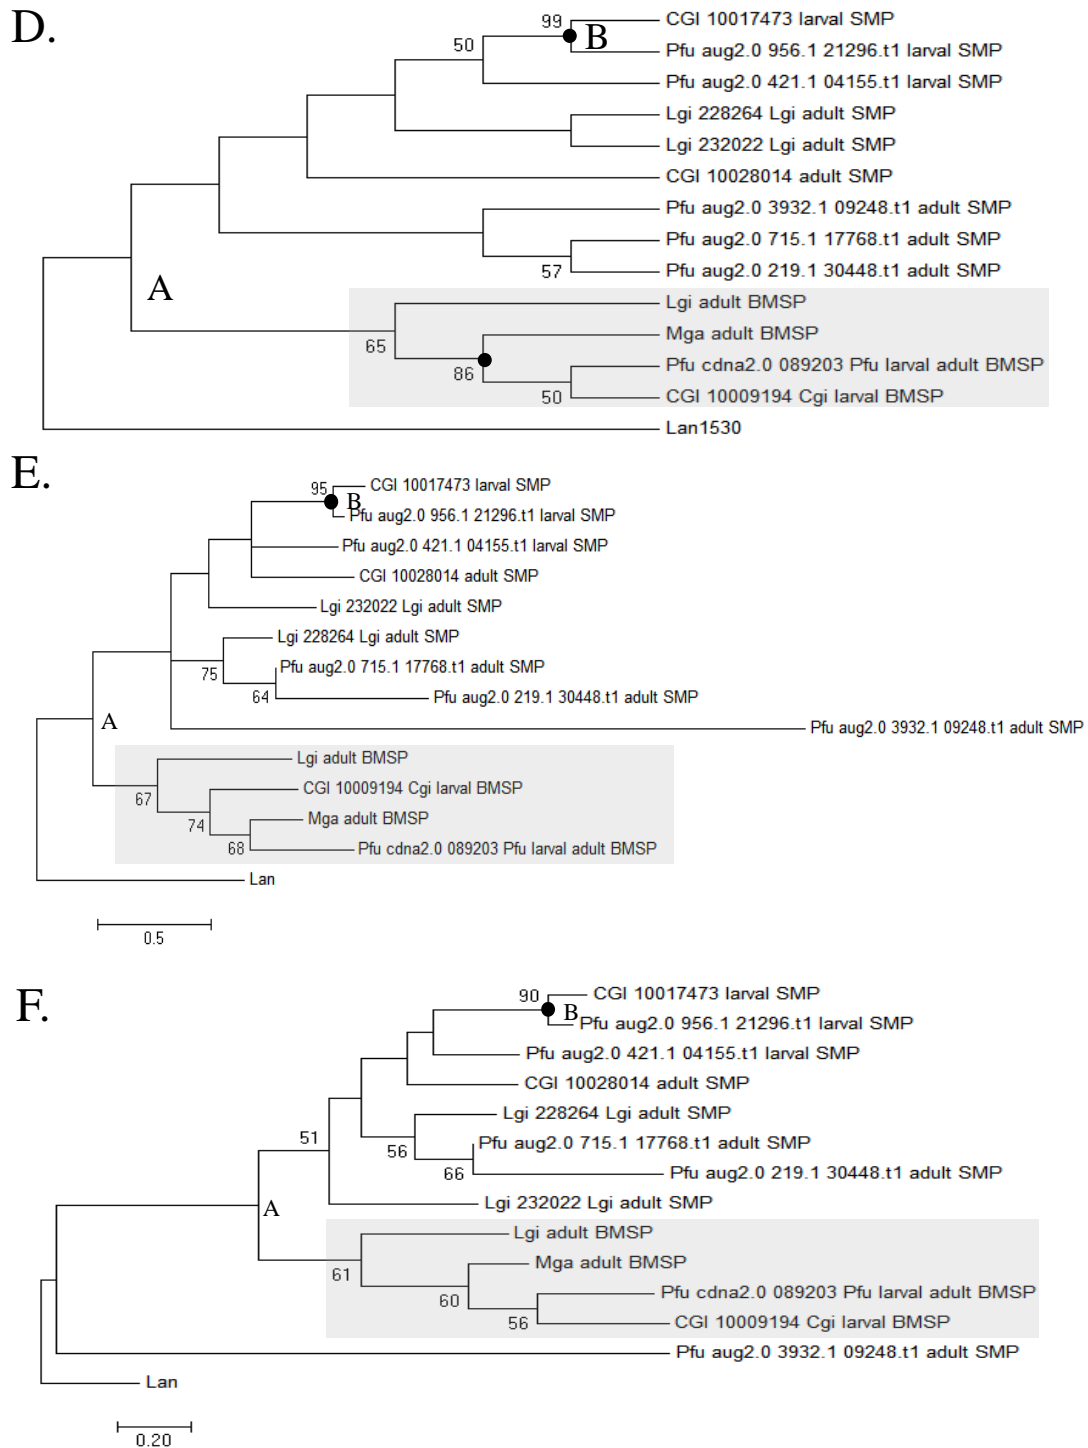 D.
99
B
CGI 10017473 larval SMP
50
Pfu aug2.0 956.1 21296.t1 larval SMP
Pfu aug2.0 421.1 04155.t1 larval SMP
Lgi 228264 Lgi adult SMP
Lgi 232022 Lgi adult SMP
CGI 10028014 adult SMP
Pfu aug2.0 3932.1 09248.t1 adult SMP
Pfu aug2.0 715.1 17768.t1 adult SMP
57
Pfu aug2.0 219.1 30448.t1 adult SMP
A
Lgi adult BMSP
65
Mga adult BMSP
86
Pfu cdna2.0 089203 Pfu larval adult BMSP
50
CGI 10009194 Cgi larval BMSP
Lan1530
E.
95
B
CGI 10017473 larval SMP
Pfu aug2.0 956.1 21296.t1 larval SMP
Pfu aug2.0 421.1 04155.t1 larval SMP
CGI 10028014 adult SMP
Lgi 232022 Lgi adult SMP
Lgi 228264 Lgi adult SMP
75
Pfu aug2.0 715.1 17768.t1 adult SMP
64
Pfu aug2.0 219.1 30448.t1 adult SMP
A
Pfu aug2.0 3932.1 09248.t1 adult SMP
Lgi adult BMSP
67
CGI 10009194 Cgi larval BMSP
74
Mga adult BMSP
68
Pfu cdna2.0 089203 Pfu larval adult BMSP
Lan
0.5
F.
90
B
CGI 10017473 larval SMP
Pfu aug2.0 956.1 21296.t1 larval SMP
Pfu aug2.0 421.1 04155.t1 larval SMP
CGI 10028014 adult SMP
Lgi 228264 Lgi adult SMP
51
56
Pfu aug2.0 715.1 17768.t1 adult SMP
66
Pfu aug2.0 219.1 30448.t1 adult SMP
Lgi 232022 Lgi adult SMP
A
Lgi adult BMSP
61
Mga adult BMSP
60
Pfu cdna2.0 089203 Pfu larval adult BMSP
56
CGI 10009194 Cgi larval BMSP
Pfu aug2.0 3932.1 09248.t1 adult SMP
Lan
0.20